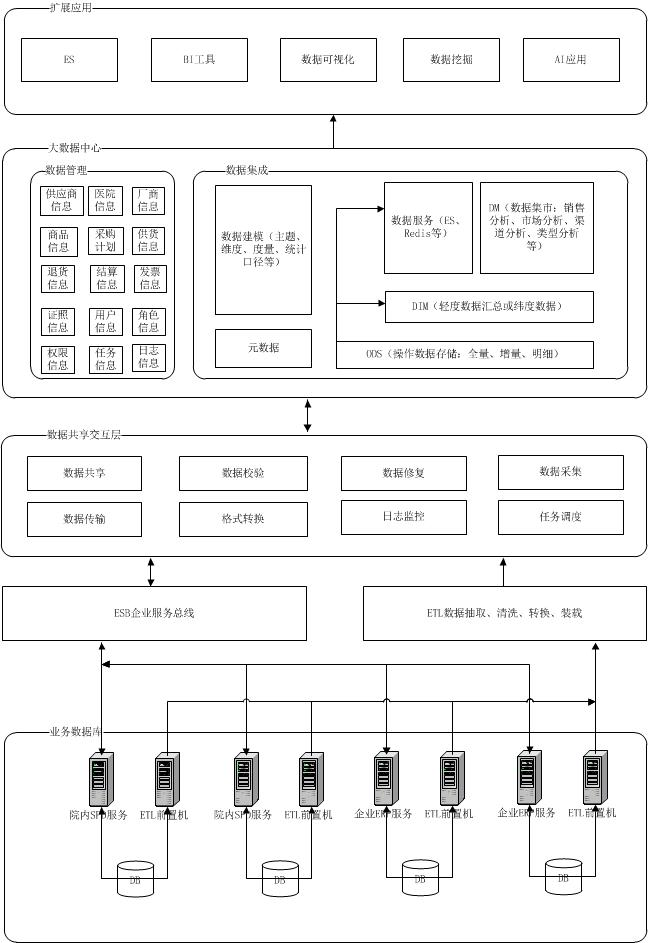 扩展应用
ES
BI工具
数据可视化
数据挖掘
AI应用
大数据中心
数据管理
供应商
信息
医院
信息
厂商
信息
商品
信息
采购
计划
供货
信息
退货
信息
结算
信息
发票
信息
证照
信息
用户
信息
角色
信息
权限
信息
任务
信息
日志
信息
数据集成
数据建模（主题、
维度、度量、统计
口径等）
元数据
数据服务（ES、
Redis等）
DM（数据集市：销售
分析、市场分析、渠
道分析、类型分析
等）
DIM（轻度数据汇总或纬度数据）
ODS（操作数据存储：全量、增量、明细）
数据共享交互层
数据共享
数据校验
数据修复
数据采集
数据传输
格式转换
日志监控
任务调度
ESB企业服务总线
ETL数据抽取、清洗、转换、装载
业务数据库
院内SPD服务
ETL前置机
院内SPD服务
ETL前置机
企业ERP服务
ETL前置机
企业ERP服务
ETL前置机
DB
DB
DB
DB